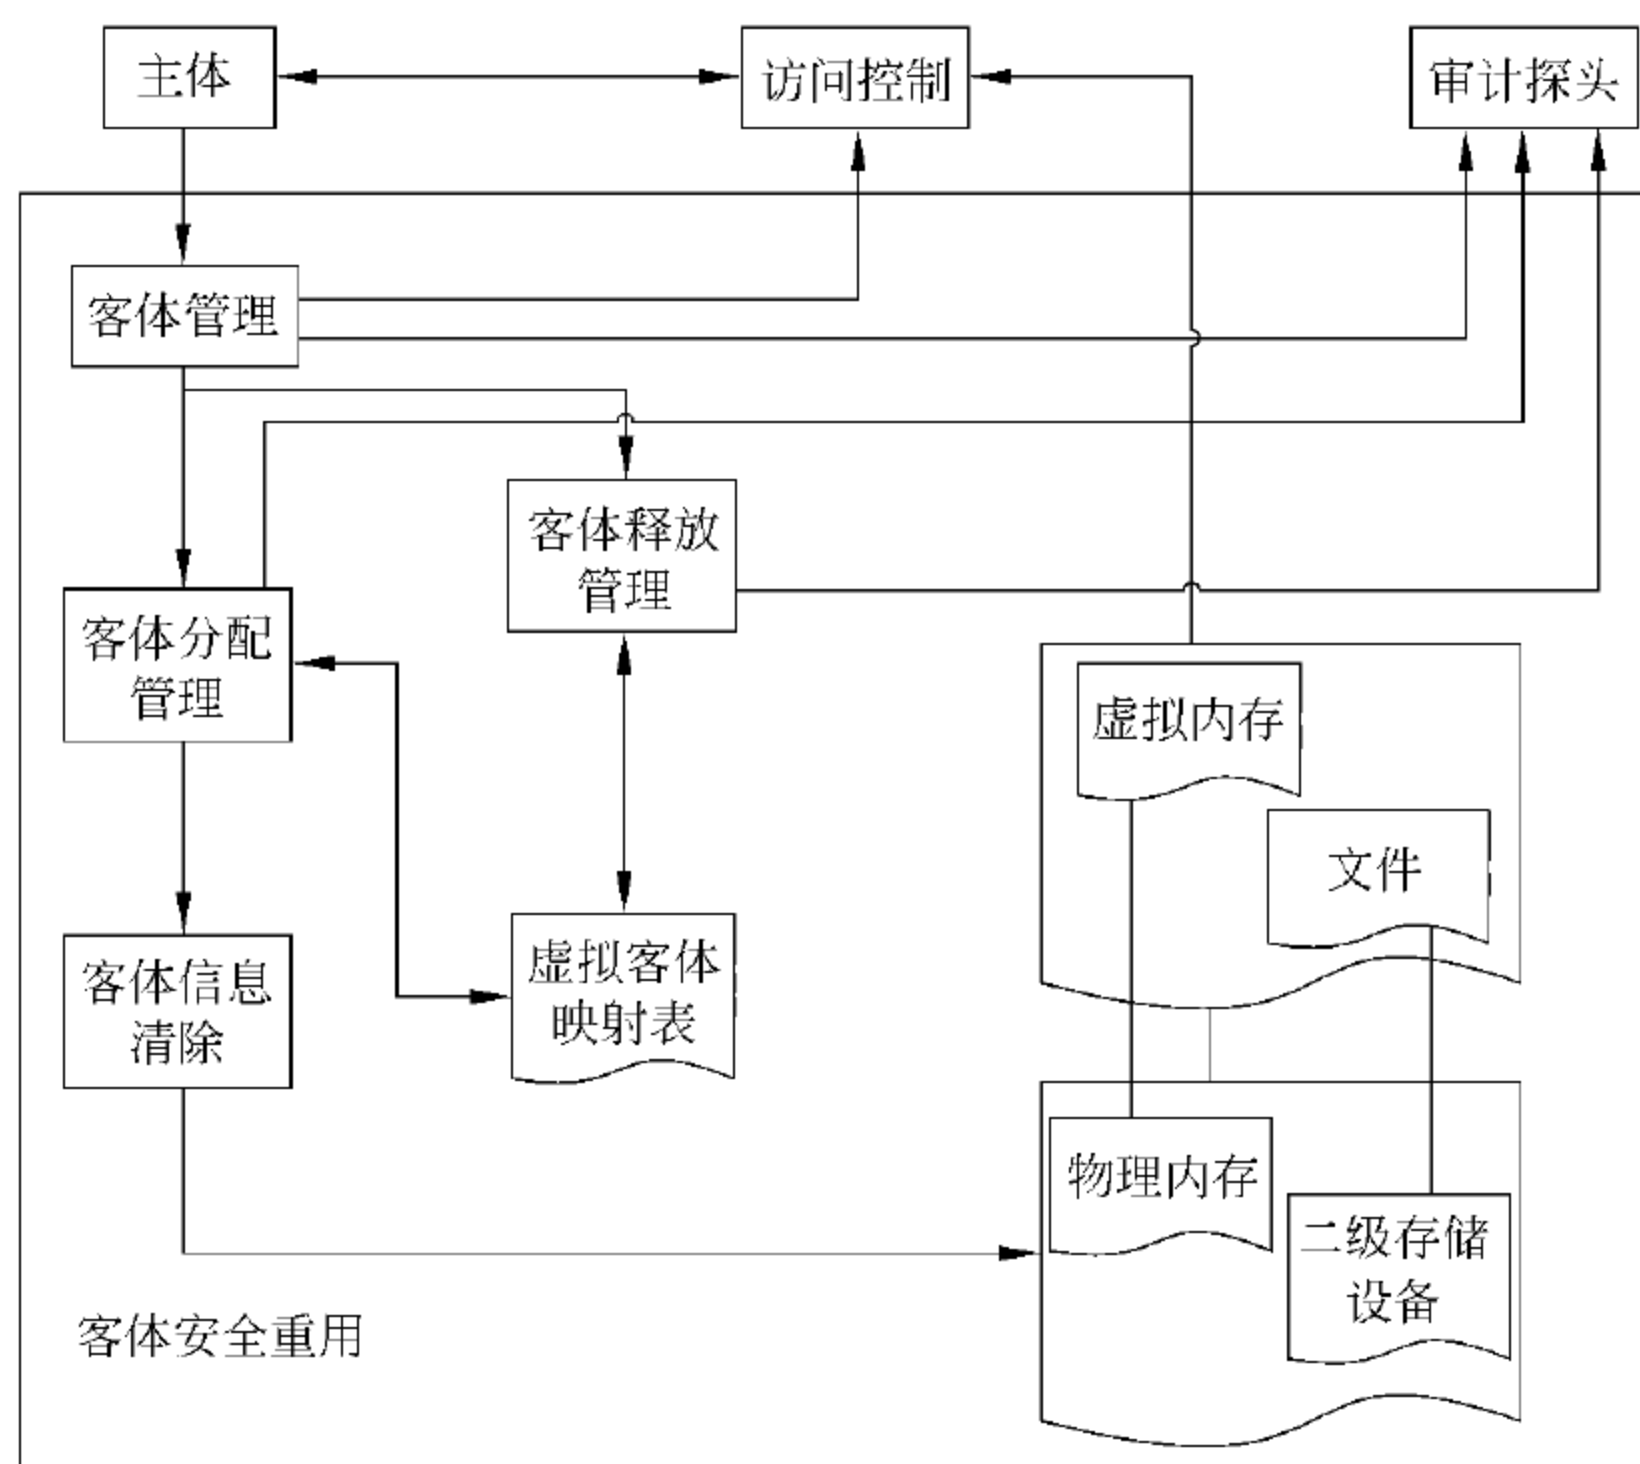 主体
访问控制
审计探头
客体管理
客体释放
管理
客体分配
管理
虚拟内存
文件
客体信息
清除
虚拟客体
映射表
物理内存
二级存储
设备
客体安全重用